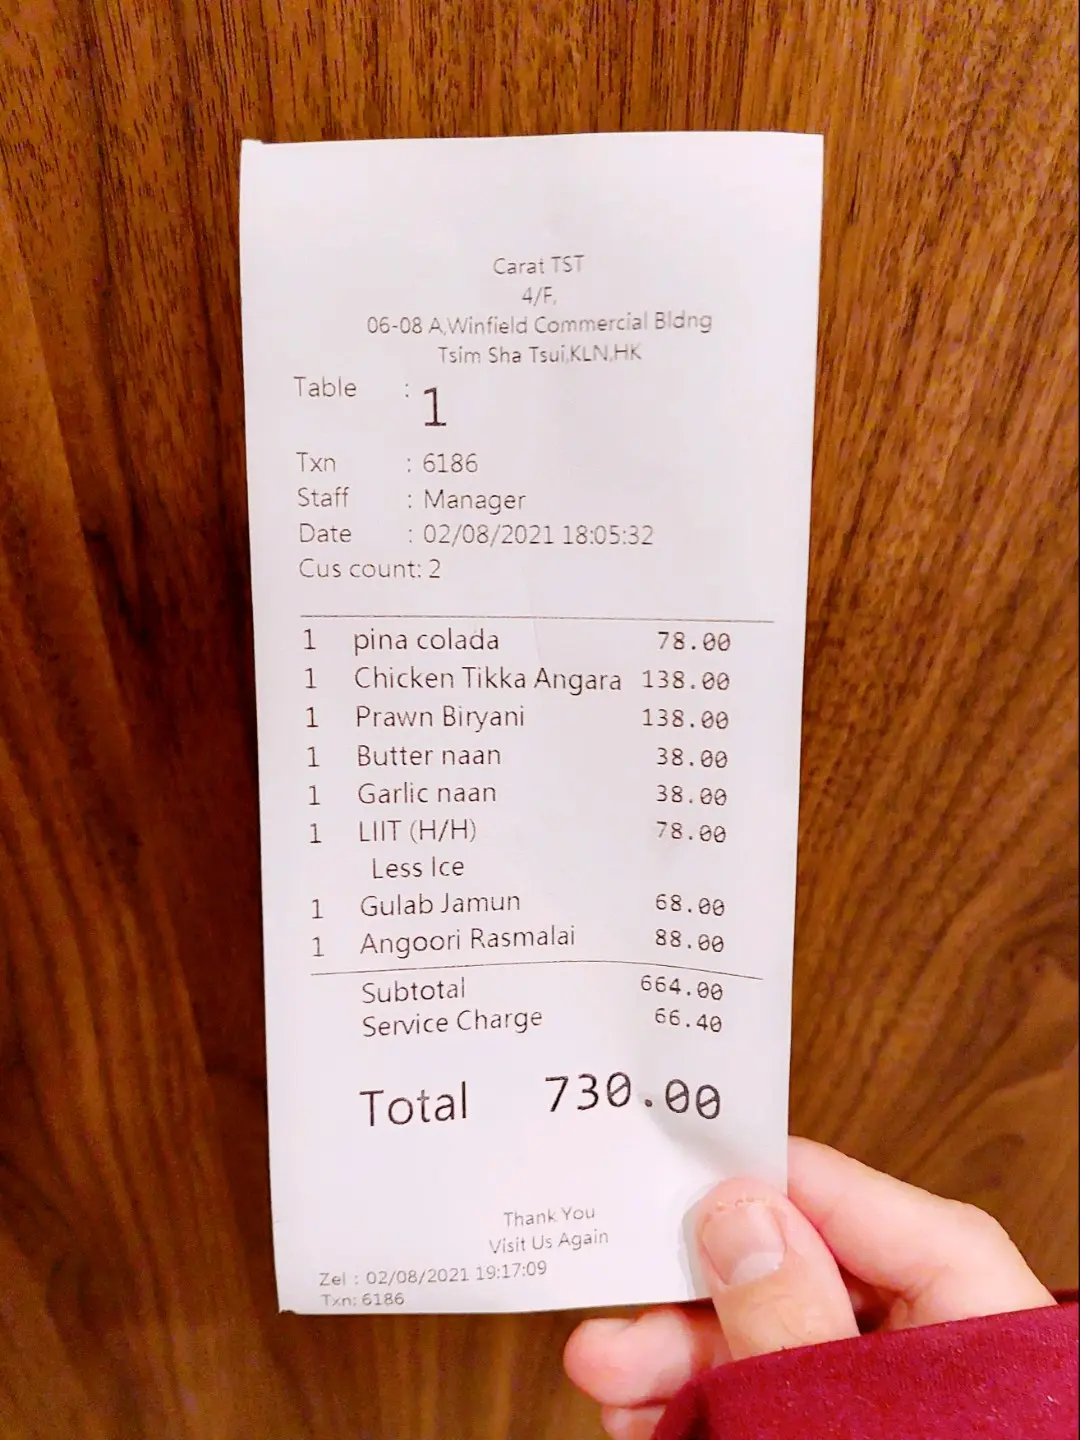 Carat TST
4/F,
06-08 A,Winfield Commercial Bldng
Tsim Sha Tsui,KLN,HK
Table : 1
Txn : 6186
Staff : Manager
Date : 02/08/2021 18:05:32
Cus count: 2
1 pina colada 78.00
1 Chicken Tikka Angara 138.00
1 Prawn Biryani 138.00
1 Butter naan 38.00
1 Garlic naan 38.00
1 LIIT (H/H) 78.00
Less Ice
1 Gulab Jamun 68.00
1 Angoori Rasmalai 88.00
Subtotal 664.00
Service Charge 66.40
Total 730.00
Thank You
Visit Us Again
Zel : 02/08/2021 19:17:09
Txn: 6186